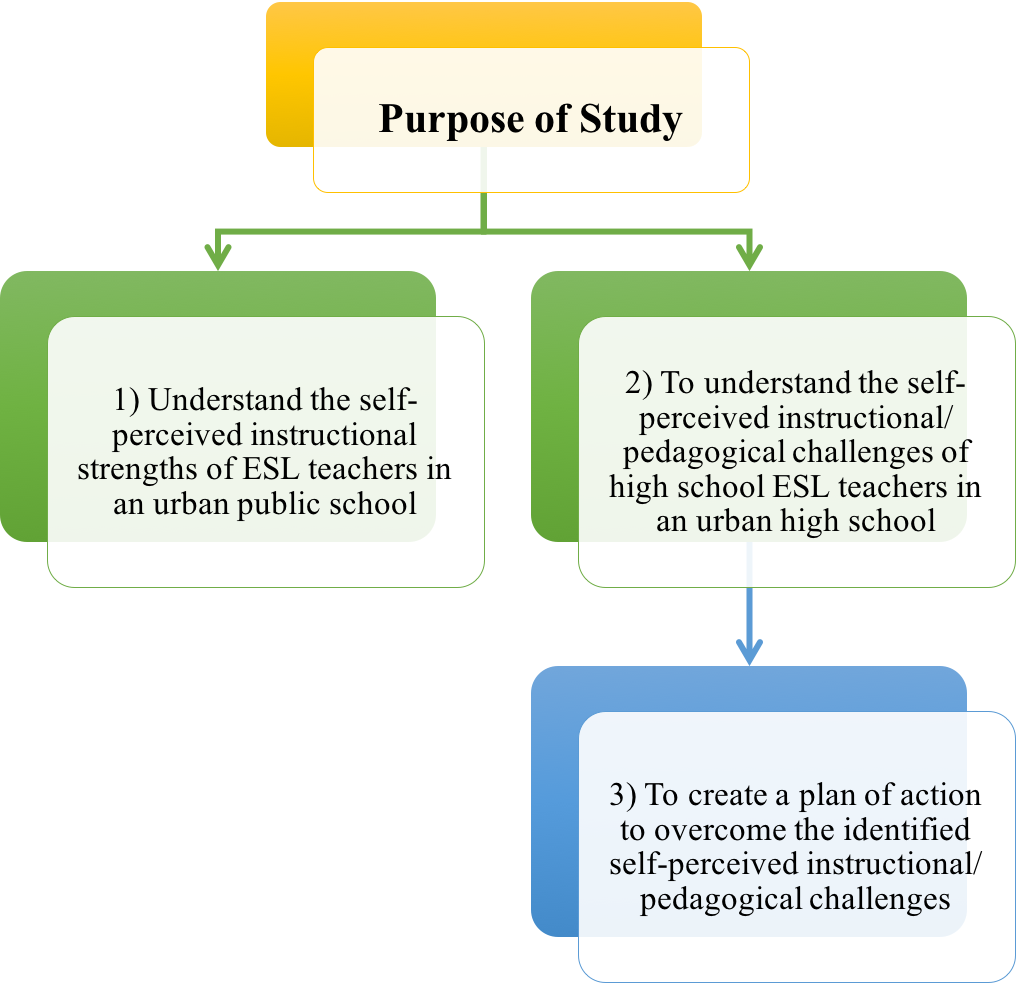 Purpose of Study
1) Understand the self-
perceived instructional
strengths of ESL teachers in
an urban public school
2) To understand the self-
perceived instructional/
pedagogical challenges of
high school ESL teachers in
an urban high school
3) To create a plan of action
to overcome the identified
self-perceived instructional/
pedagogical challenges